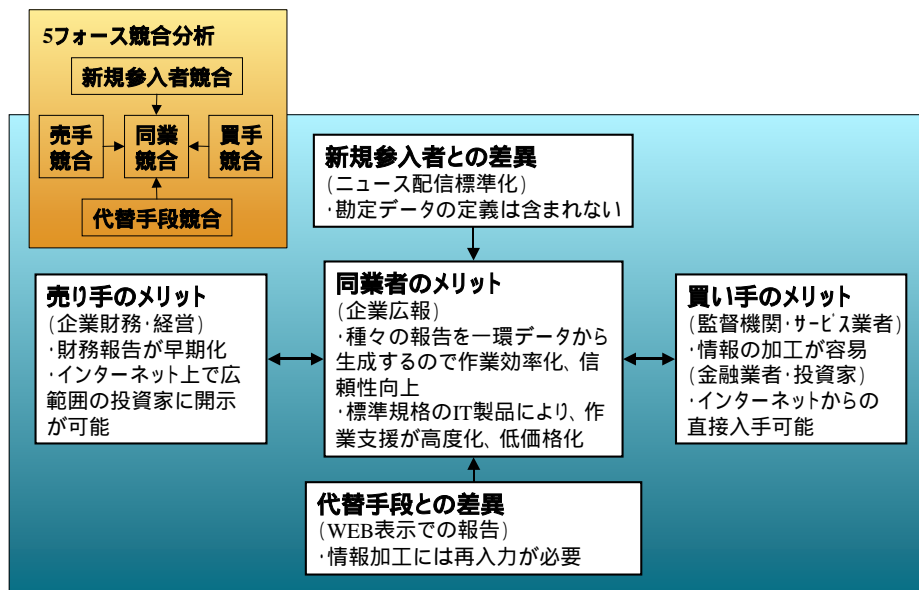 5フォース競合分析
新規参入者競合
売手
競合
同業
競合
買手
競合
代替手段競合
新規参入者との差異
(ニュース配信標準化)
・勘定データの定義は含まれない
売り手のメリット
(企業財務・経営)
・財務報告が早期化
・インターネット上で広
範囲の投資家に開示
が可能
同業者のメリット
(企業広報)
・種々の報告を一環データから
生成するので作業効率化、信
頼性向上
・標準規格のIT製品により、作
業支援が高度化、低価格化
買い手のメリット
(監督機関・サービス業者)
・情報の加工が容易
(金融業者・投資家)
・インターネットからの
直接入手可能
代替手段との差異
(WEB表示での報告)
・情報加工には再入力が必要